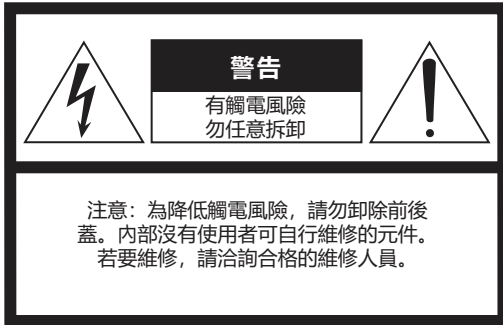 警告
有觸電風險
勿任意拆卸
注意：為降低觸電風險，請勿卸除前後
蓋。內部沒有使用者可自行維修的元件。
若要維修，請洽詢合格的維修人員。